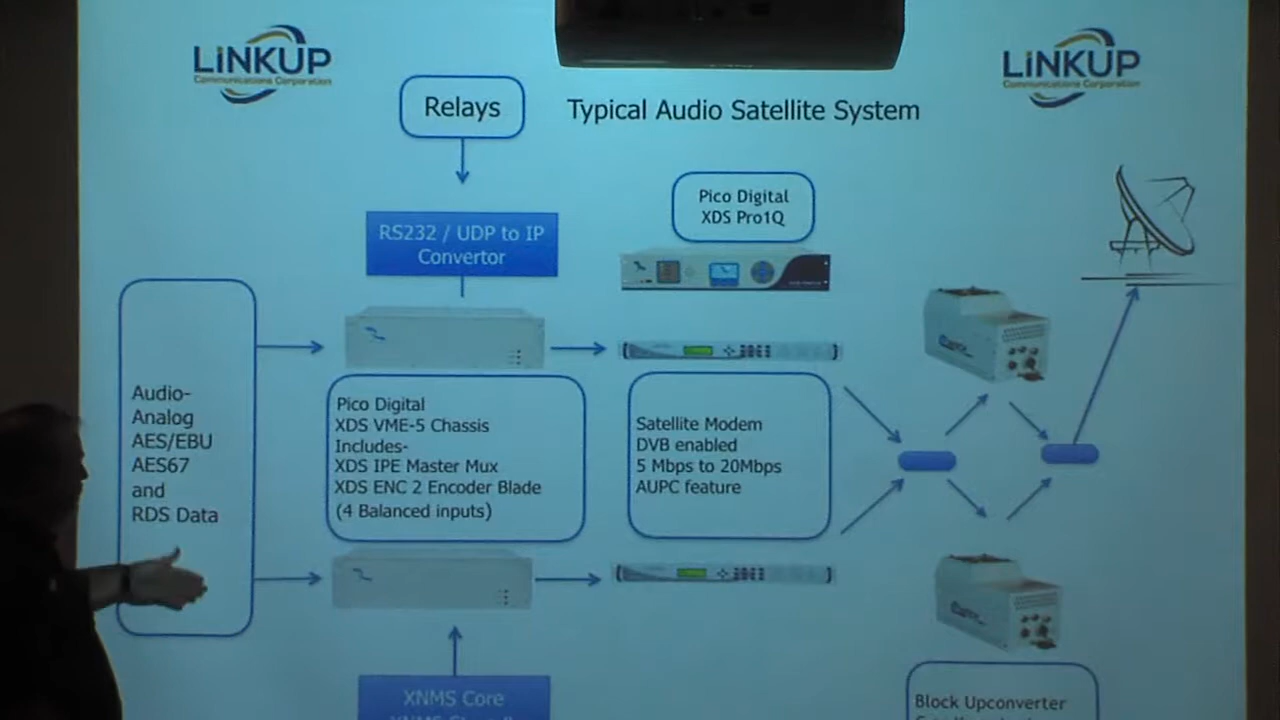 LiNKUP
Communications Corporation
LiNKUP
Communications Corporation
Relays
Typical Audio Satellite System
Pico Digital
XDS Pro1Q
RS232 / UDP to IP
Convertor
Audio-
Analog
AES/EBU
AES67
and
RDS Data
Pico Digital
XDS VME-5 Chassis
Includes-
XDS IPE Master Mux
XDS ENC 2 Encoder Blade
(4 Balanced inputs)
Satellite Modem
DVB enabled
5 Mbps to 20Mbps
AUPC feature
XNMS Core
Block Upconverter